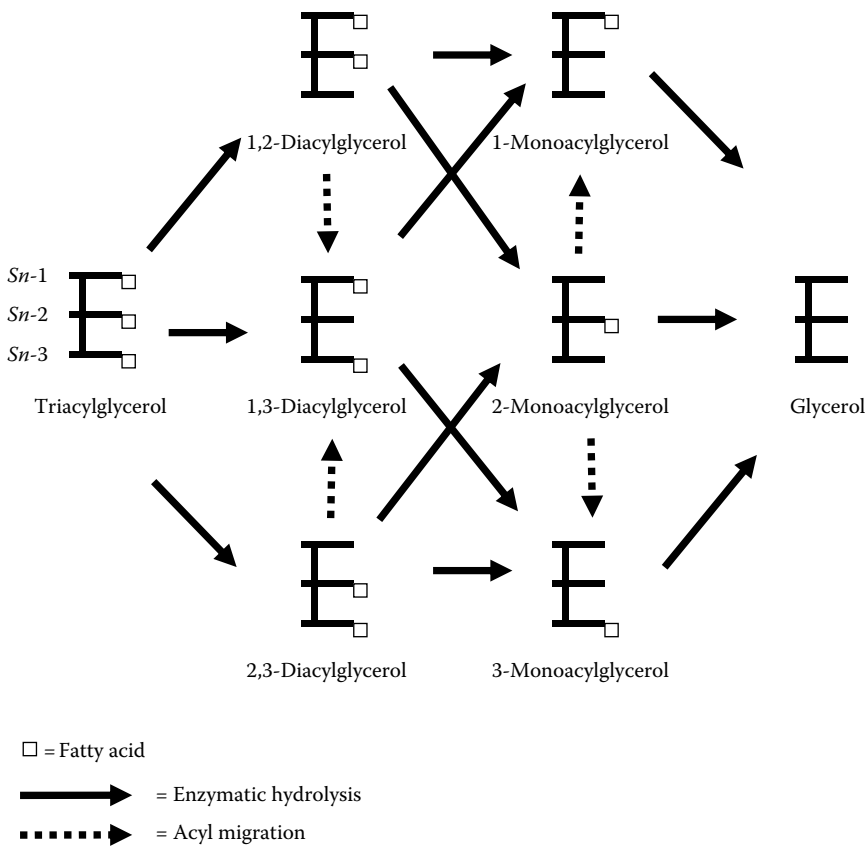 1,2-Diacylglycerol
1-Monoacylglycerol
Sn-1
Sn-2
Sn-3
Triacylglycerol
1,3-Diacylglycerol
2-Monoacylglycerol
Glycerol
2,3-Diacylglycerol
3-Monoacylglycerol
= Fatty acid
= Enzymatic hydrolysis
= Acyl migration